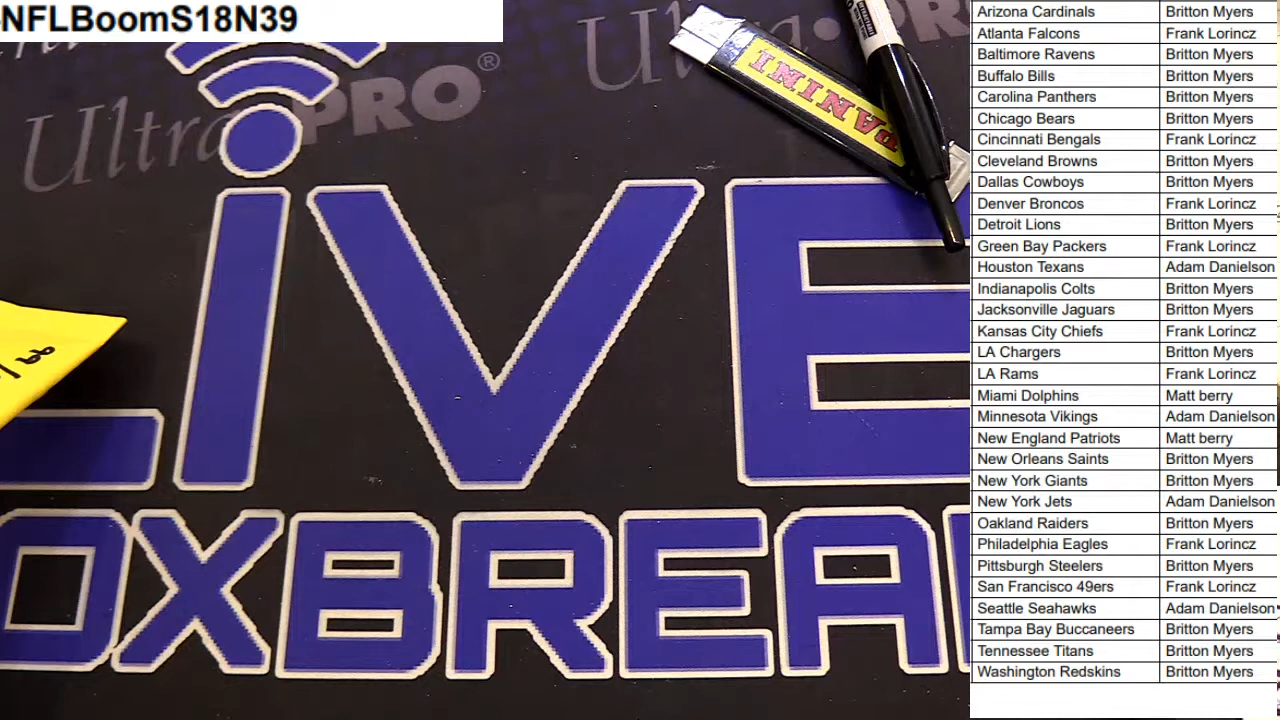 NFLBoomS18N39
Ultra PRO®
Ultra•PRO
PANINI
LiVE
OXBREA
Arizona Cardinals Britton Myers
Atlanta Falcons Frank Lorincz
Baltimore Ravens Britton Myers
Buffalo Bills Britton Myers
Carolina Panthers Britton Myers
Chicago Bears Britton Myers
Cincinnati Bengals Frank Lorincz
Cleveland Browns Britton Myers
Dallas Cowboys Britton Myers
Denver Broncos Frank Lorincz
Detroit Lions Britton Myers
Green Bay Packers Frank Lorincz
Houston Texans Adam Danielson
Indianapolis Colts Britton Myers
Jacksonville Jaguars Britton Myers
Kansas City Chiefs Frank Lorincz
LA Chargers Britton Myers
LA Rams Frank Lorincz
Miami Dolphins Matt berry
Minnesota Vikings Adam Danielson
New England Patriots Matt berry
New Orleans Saints Britton Myers
New York Giants Britton Myers
New York Jets Adam Danielson
Oakland Raiders Britton Myers
Philadelphia Eagles Frank Lorincz
Pittsburgh Steelers Britton Myers
San Francisco 49ers Frank Lorincz
Seattle Seahawks Adam Danielson
Tampa Bay Buccaneers Britton Myers
Tennessee Titans Britton Myers
Washington Redskins Britton Myers